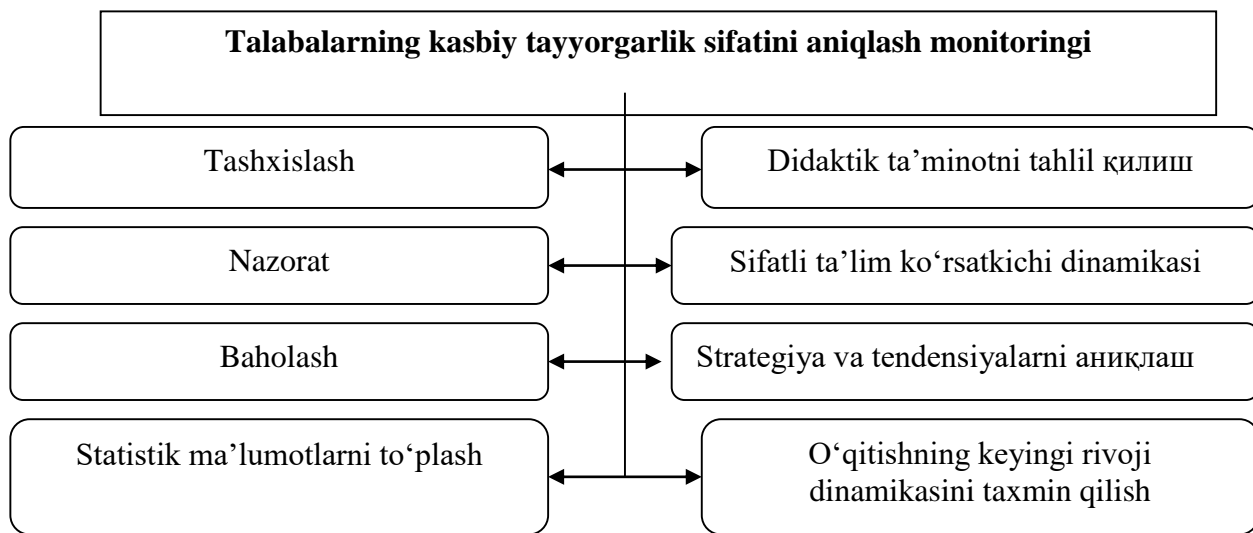 Talabalarning kasbiy tayyorgarlik sifatini aniqlash monitoringi
Tashxislash
Didaktik ta’minotni tahlil қилиш
Nazorat
Sifatli ta’lim ko‘rsatkichi dinamikasi
Baholash
Strategiya va tendensiyalarni аниқлаш
Statistik ma’lumotlarni to‘plash
O‘qitishning keyingi rivoji
dinamikasini taxmin qilish